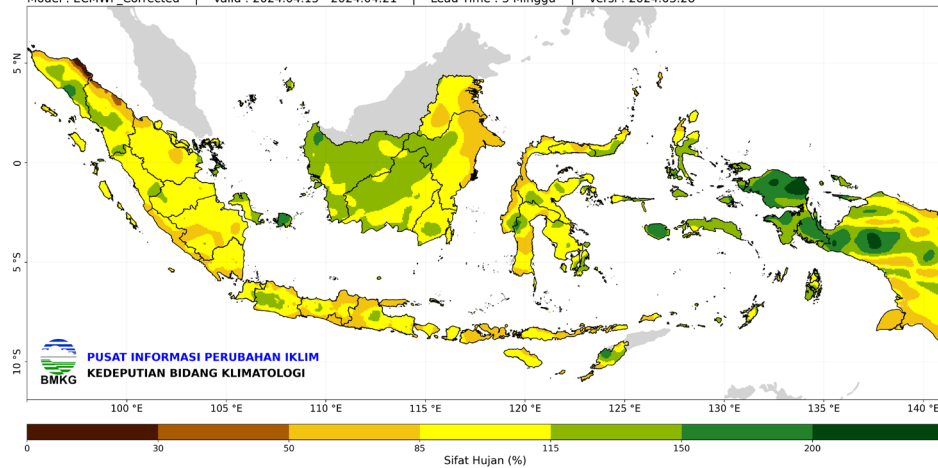 Model : ECMWF_Corrected | Valid : 2024.04.15 - 2024.04.21 | Lead Time : 3 Minggu | Versi : 2024.03.28
5 °N
0
5 °S
10 °S
BMKG
PUSAT INFORMASI PERUBAHAN IKLIM
KEDEPUTIAN BIDANG KLIMATOLOGI
100 °E 105 °E 110 °E 115 °E 120 °E 125 °E 130 °E 135 °E 140 °E
0 30 50 85 115 150 200
Sifat Hujan (%)